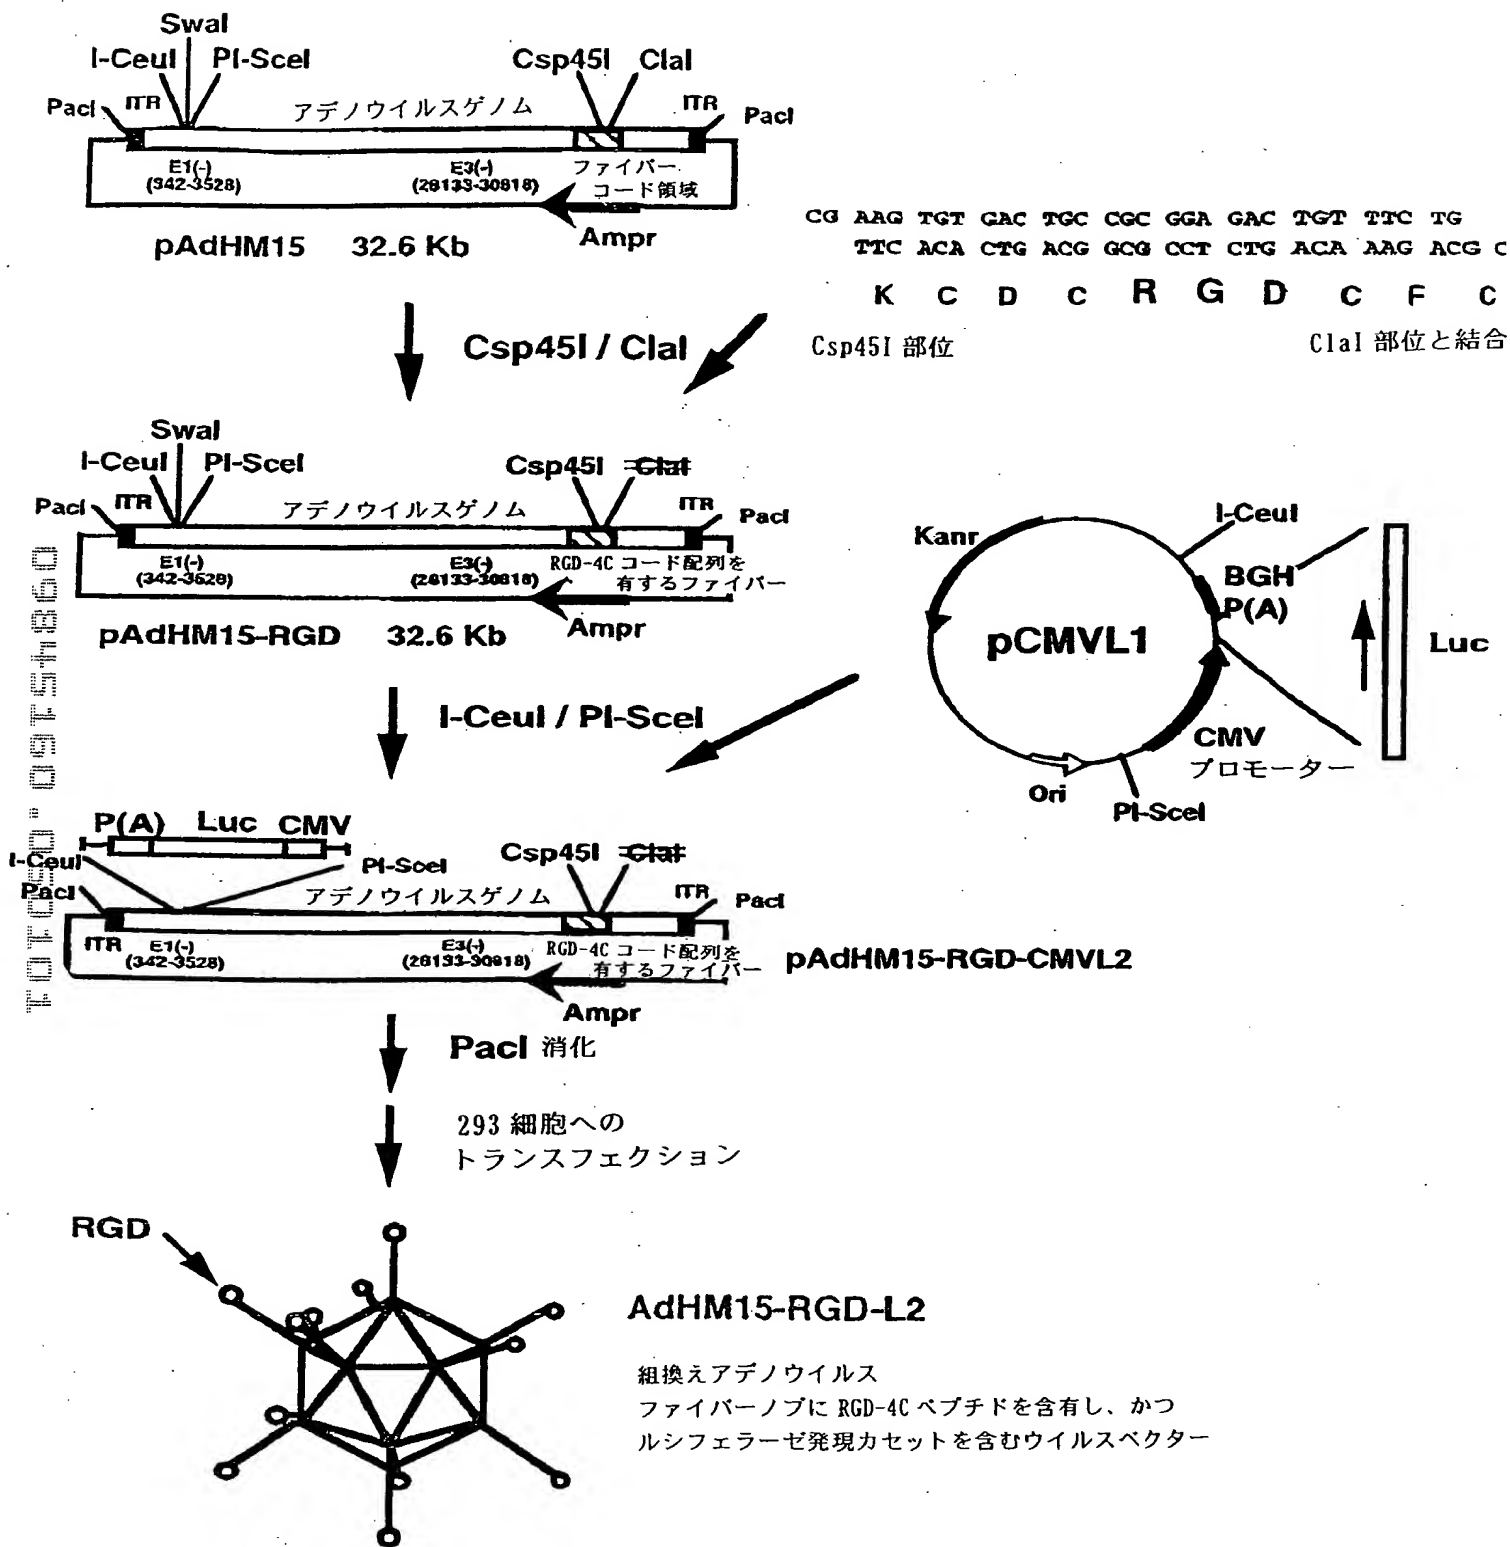 SwaI
I-CeuI PI-SceI Csp45I ClaI
PacI ITR アデノウイルスゲノム ITR PacI
E1(-)
(342-3528)
E3(-)
(28133-30818)
ファイバー
コード領域
Ampr
pAdHM15 32.6 Kb
CG AAG TGT GAC TGC CGC GGA GAC TGT TTC TG
TTC ACA CTG ACG GCG CCT CTG ACA AAG ACG C
K C D C R G D C F C
Csp45I 部位 ClaI 部位と結合
Csp45I / ClaI
SwaI
I-CeuI PI-SceI Csp45I ClaI
PacI ITR アデノウイルスゲノム ITR PacI
E1(-)
(342-3528)
E3(-)
(28133-30818)
RGD-4C コード配列を
有するファイバー
Ampr
pAdHM15-RGD 32.6 Kb
Kanr
I-CeuI
BGH
P(A)
pCMVL1
Luc
CMV
プロモーター
Ori
PI-SceI
I-CeuI / PI-SceI
P(A) Luc CMV
I-CeuI PI-SceI Csp45I ClaI
PacI アデノウイルスゲノム ITR PacI
ITR E1(-)
(342-3528)
E3(-)
(28133-30818)
RGD-4C コード配列を
有するファイバー
Ampr
pAdHM15-RGD-CMVL2
PacI 消化
293 細胞への
トランスフェクション
RGD
AdHM15-RGD-L2
組換えアデノウイルス
ファイバーノブに RGD-4C ペプチドを含有し、かつ
ルシフェラーゼ発現カセットを含むウイルスベクター
09845160.050101